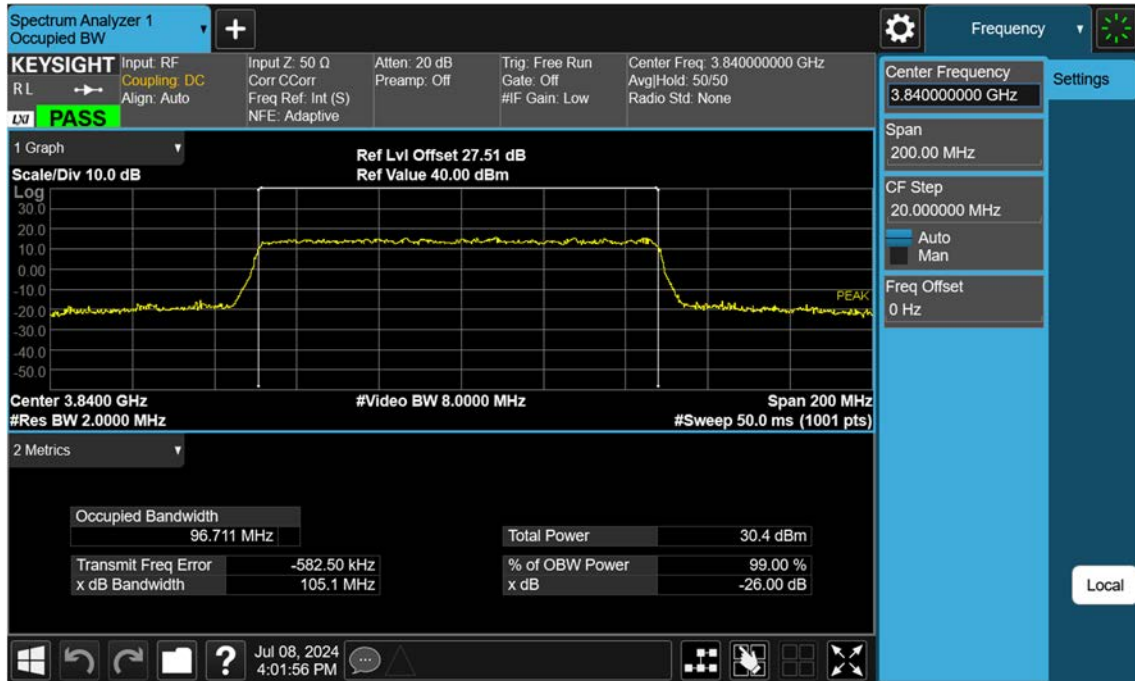 Spectrum Analyzer 1
Occupied BW
Frequency
KEYSIGHT
R L
LXI PASS
Input: RF
Coupling: DC
Align: Auto
Input Z: 50 Ω
Corr CCorr
Freq Ref: Int (S)
NFE: Adaptive
Atten: 20 dB
Preamp: Off
Trig: Free Run
Gate: Off
#IF Gain: Low
Center Freq: 3.840000000 GHz
Avg|Hold: 50/50
Radio Std: None
Center Frequency
3.840000000 GHz
Settings
Span
200.00 MHz
CF Step
20.000000 MHz
Auto
Man
Freq Offset
0 Hz
Local
1 Graph
Scale/Div 10.0 dB
Ref Lvl Offset 27.51 dB
Ref Value 40.00 dBm
Log
30.0
20.0
10.0
0.00
-10.0
-20.0
-30.0
-40.0
-50.0
PEAK
Center 3.8400 GHz
#Video BW 8.0000 MHz
Span 200 MHz
#Res BW 2.0000 MHz
#Sweep 50.0 ms (1001 pts)
2 Metrics
Occupied Bandwidth
96.711 MHz
Total Power 30.4 dBm
Transmit Freq Error -582.50 kHz
% of OBW Power 99.00 %
x dB Bandwidth 105.1 MHz
x dB -26.00 dB
?
Jul 08, 2024
4:01:56 PM